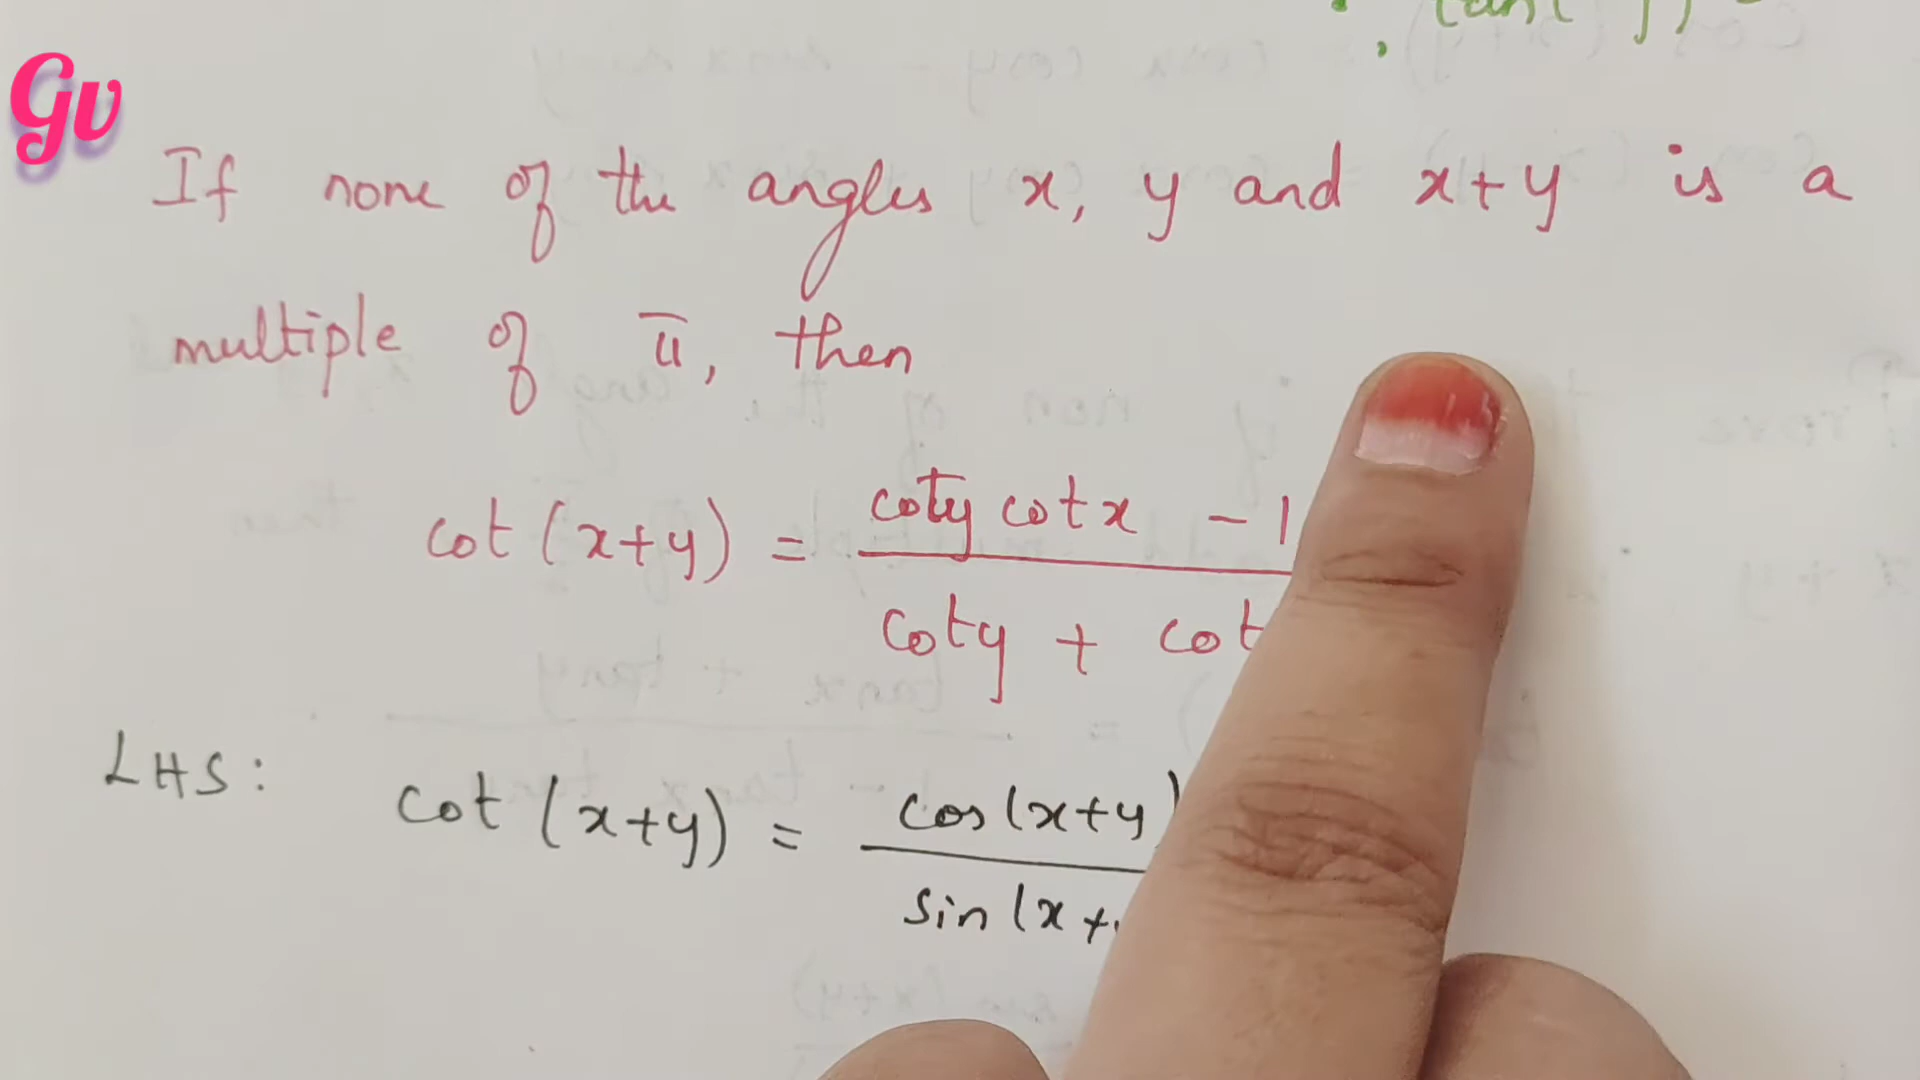 Gv
If none of the angles x, y and x+y is a
multiple of π, then
cot (x+y) = coty cotx - 1
coty + cot
LHS: cot (x+y) = cos(x+y)
sin(x+